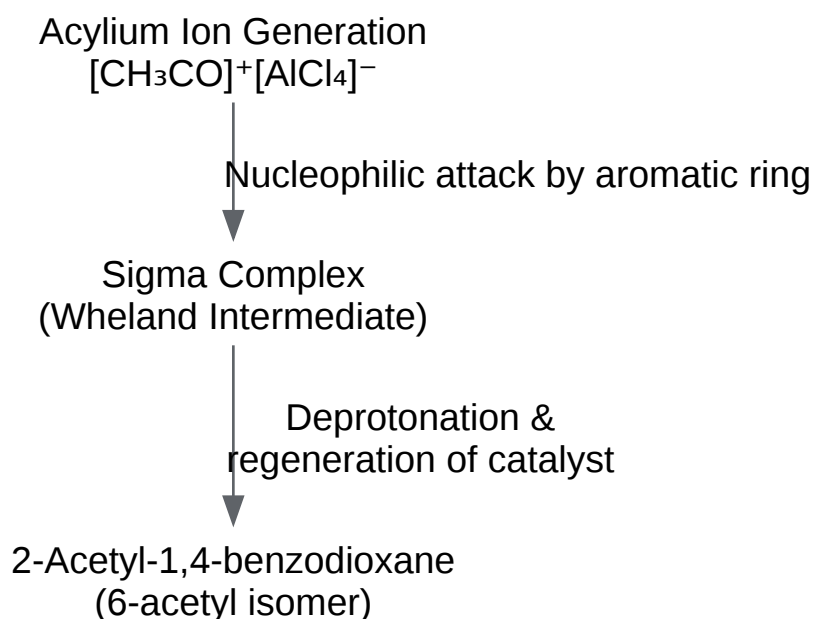 Acylium Ion Generation
[CH₃CO]⁺[AlCl₄]⁻
Nucleophilic attack by aromatic ring
Sigma Complex
(Wheland Intermediate)
Deprotonation &
regeneration of catalyst
2-Acetyl-1,4-benzodioxane
(6-acetyl isomer)